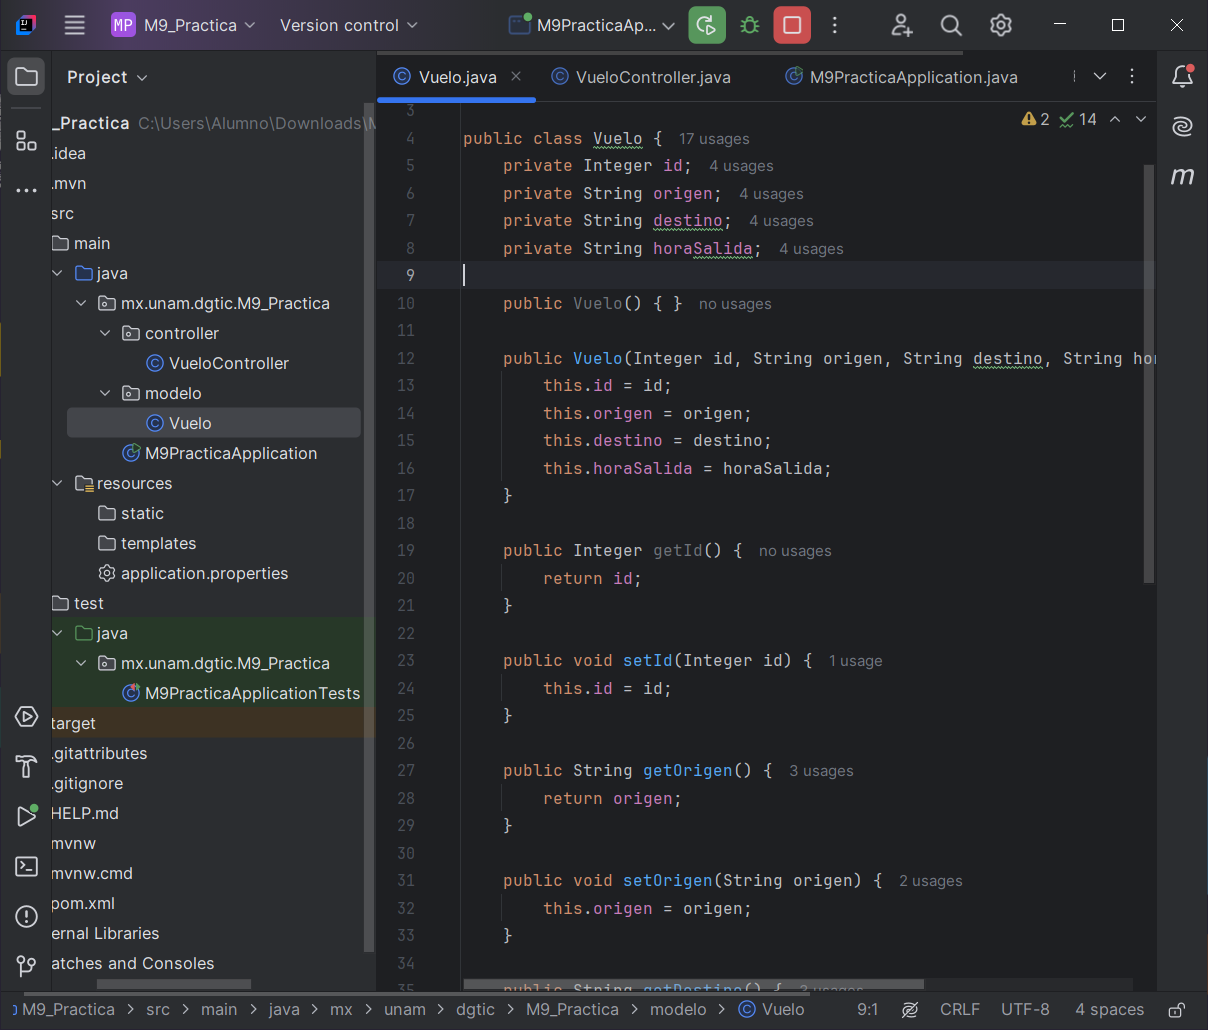 MP M9_Practica Version control M9PracticaAp...
Project
Vuelo.java VueloController.java M9PracticaApplication.java
_Practica C:\Users\Alumno\Downloads\
.idea
.mvn
src
main
java
mx.unam.dgtic.M9_Practica
controller
VueloController
modelo
Vuelo
M9PracticaApplication
resources
static
templates
application.properties
test
java
mx.unam.dgtic.M9_Practica
M9PracticaApplicationTests
target
.gitattributes
.gitignore
HELP.md
mvnw
mvnw.cmd
pom.xml
ernal Libraries
atches and Consoles
2 14
3
4 public class Vuelo { 17 usages
5 private Integer id; 4 usages
6 private String origen; 4 usages
7 private String destino; 4 usages
8 private String horaSalida; 4 usages
9
10 public Vuelo() { } no usages
11
12 public Vuelo(Integer id, String origen, String destino, String hor
13 this.id = id;
14 this.origen = origen;
15 this.destino = destino;
16 this.horaSalida = horaSalida;
17 }
18
19 public Integer getId() { no usages
20 return id;
21 }
22
23 public void setId(Integer id) { 1 usage
24 this.id = id;
25 }
26
27 public String getOrigen() { 3 usages
28 return origen;
29 }
30
31 public void setOrigen(String origen) { 2 usages
32 this.origen = origen;
33 }
34
35 public String getDestino() { 3 usages
m
M9_Practica > src > main > java > mx > unam > dgtic > M9_Practica > modelo > Vuelo 9:1 CRLF UTF-8 4 spaces